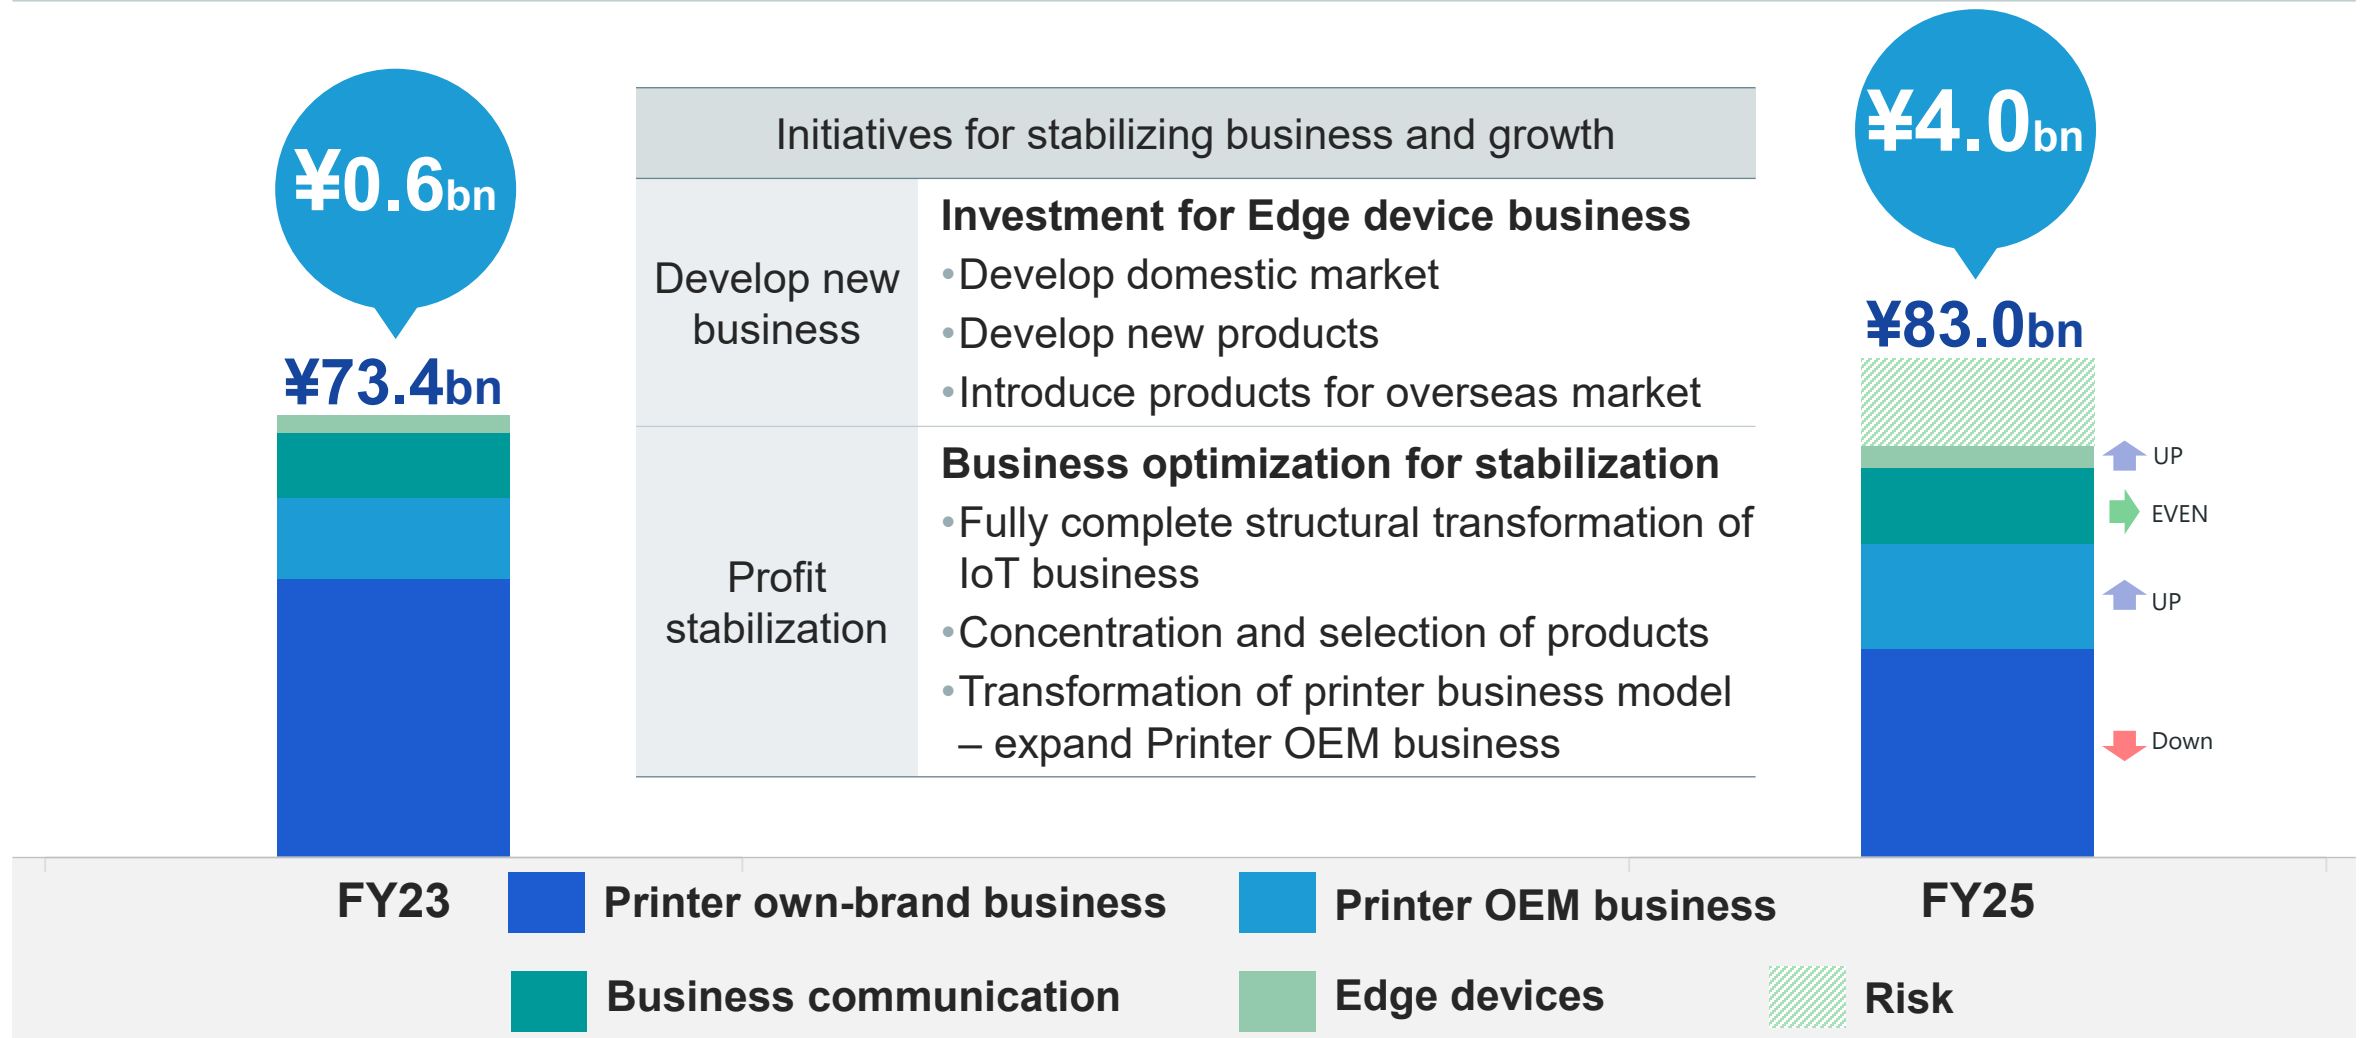 ¥0.6bn
¥73.4bn
Initiatives for stabilizing business and growth
Develop new
business
Investment for Edge device business
•Develop domestic market
•Develop new products
•Introduce products for overseas market
Profit
stabilization
Business optimization for stabilization
•Fully complete structural transformation of
IoT business
•Concentration and selection of products
•Transformation of printer business model
– expand Printer OEM business
¥4.0bn
¥83.0bn
UP
EVEN
UP
Down
FY23
Printer own-brand business
Printer OEM business
FY25
Business communication
Edge devices
Risk